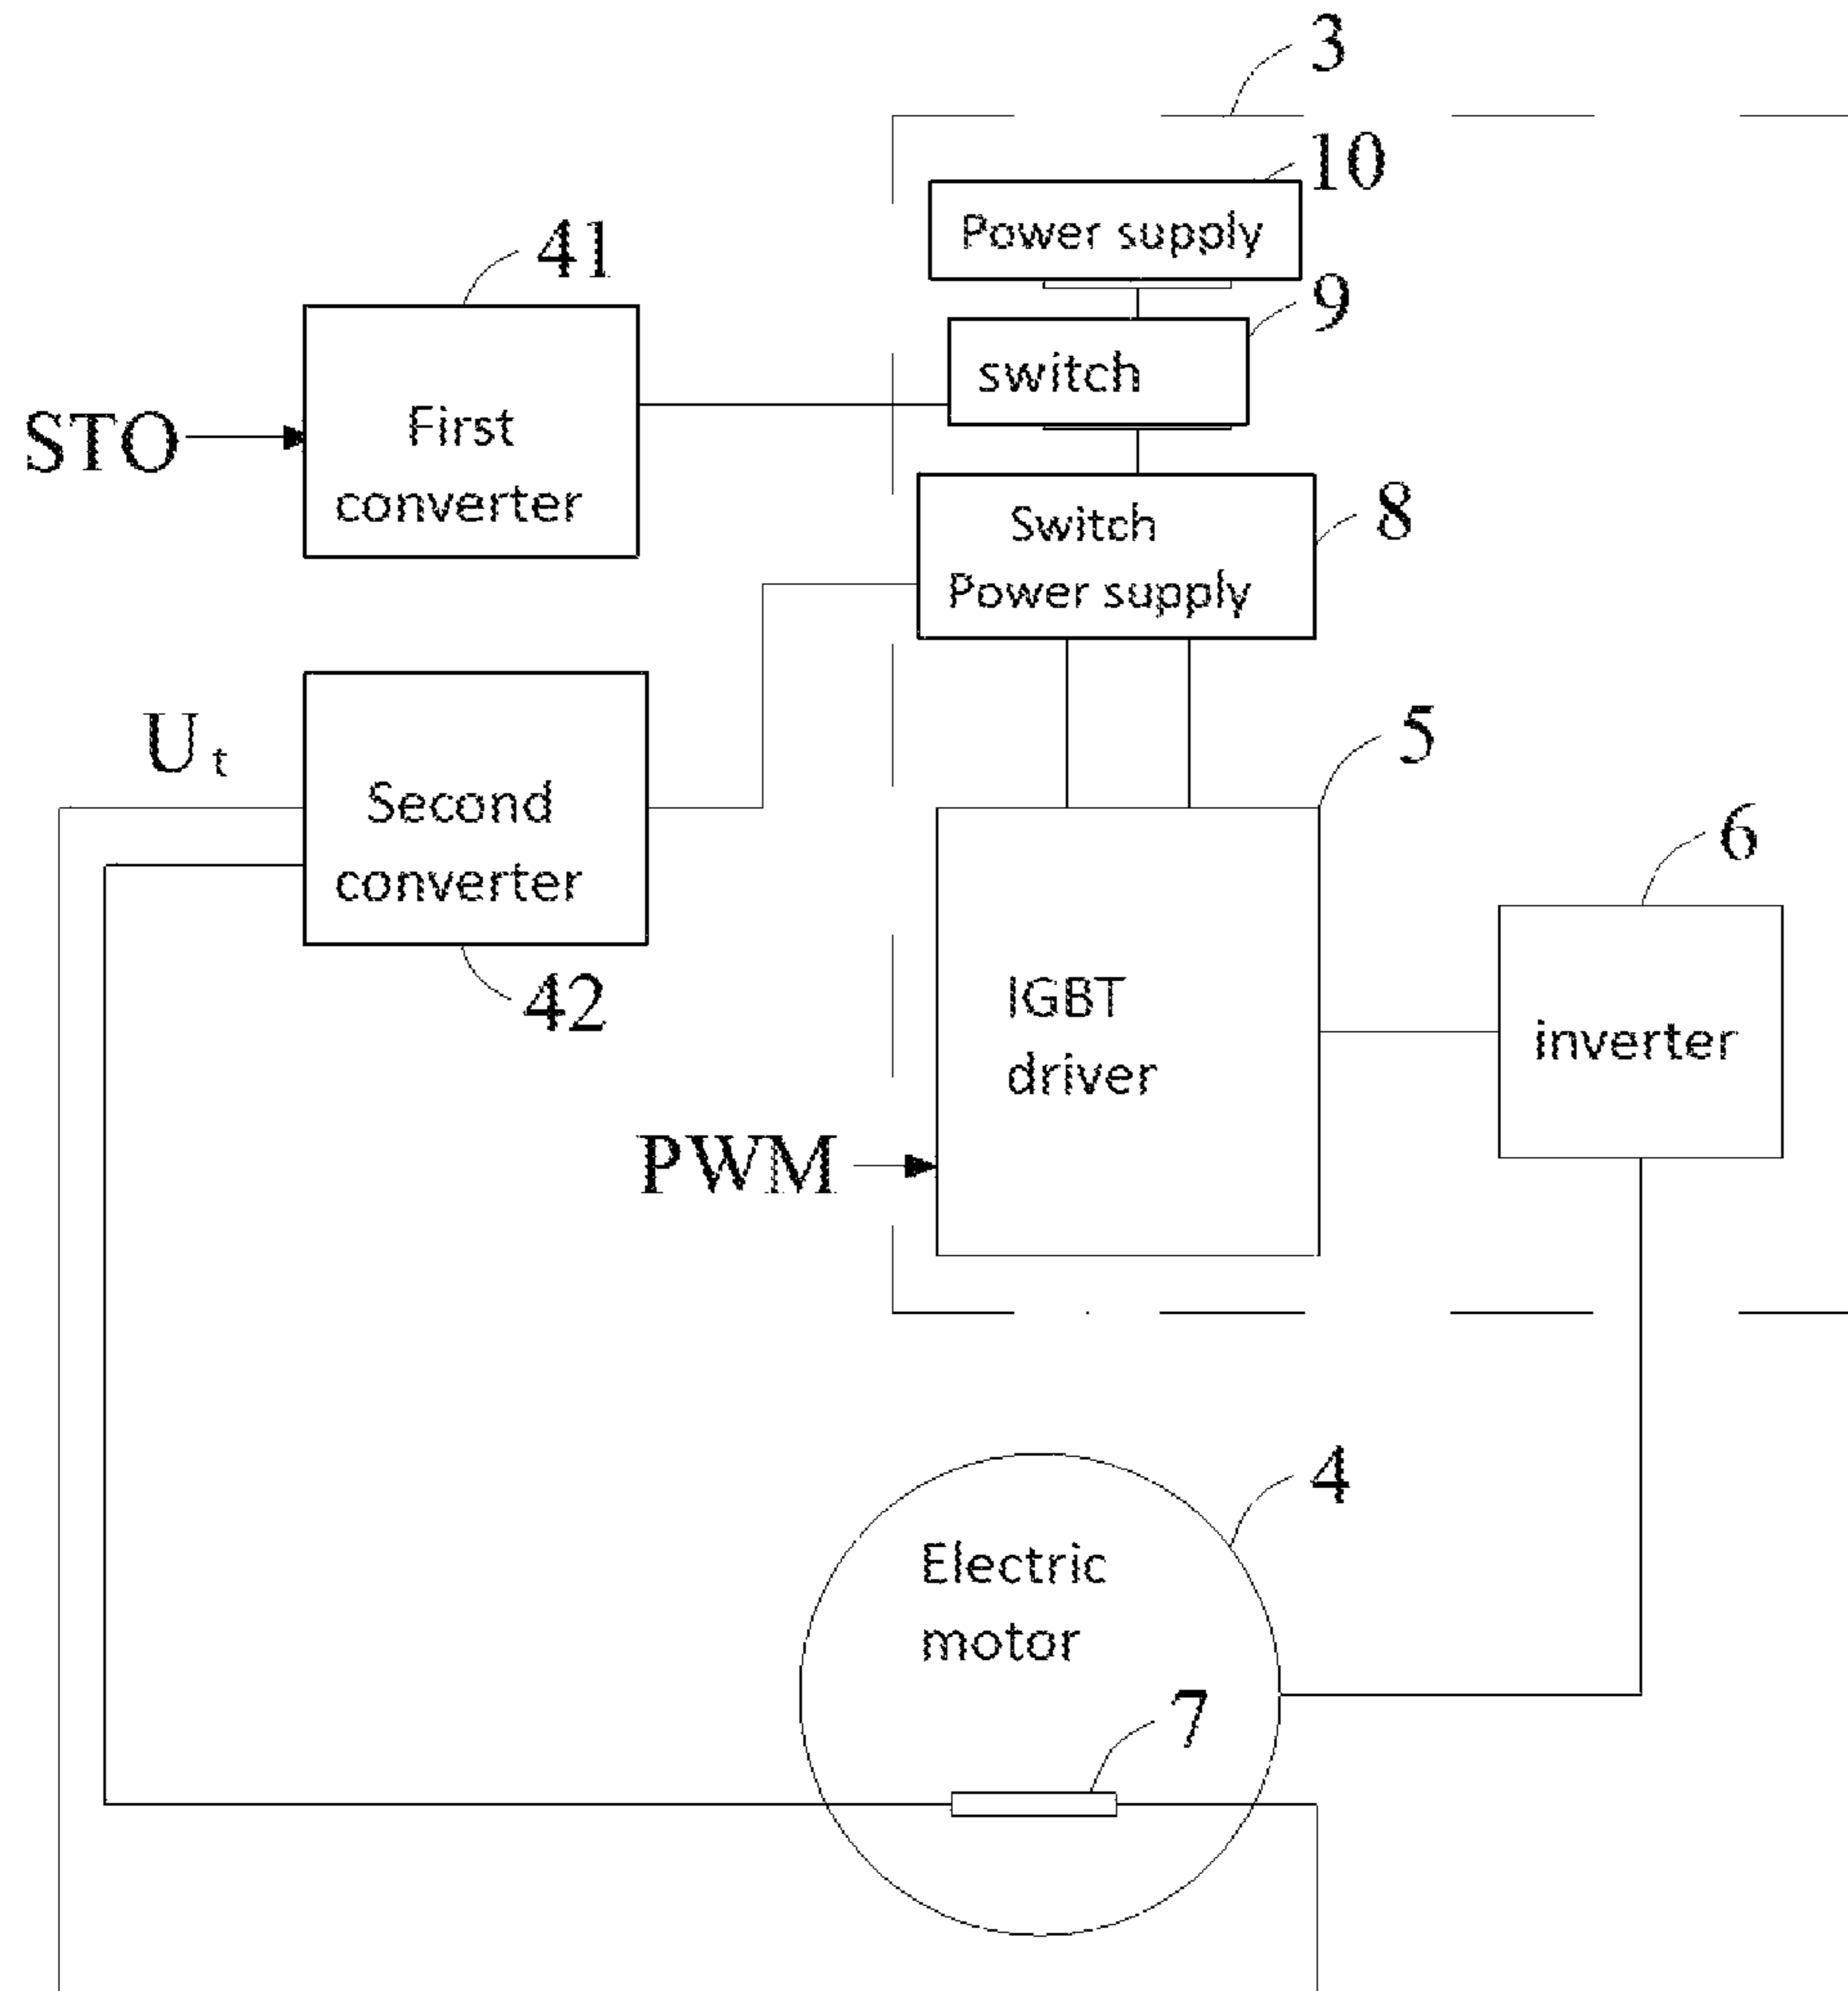 3
10
Power supply
41
9
switch
STO
First
converter
8
Switch
Power supply
Ut
5
Second
converter
6
42
IGBT
driver
inverter
PWM
4
Electric
motor
7